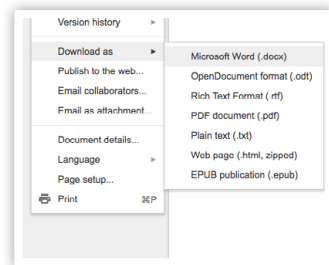 Version history ►
Download as ►
Publish to the web...
Email collaborators...
Email as attachment...
Document details...
Language ►
Page setup...
Print ⌘P
Microsoft Word (.docx)
OpenDocument format (.odt)
Rich Text Format (.rtf)
PDF document (.pdf)
Plain text (.txt)
Web page (.html, zipped)
EPUB publication (.epub)